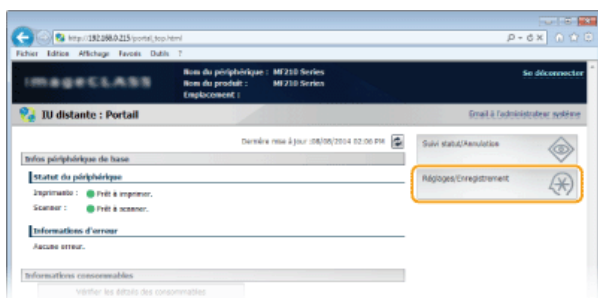 http://192.168.0.215/portal_top.html
Fichier Edition Affichage Favoris Outils ?
imageCLASS
Nom du périphérique : MF210 Series
Nom du produit : MF210 Series
Emplacement :
Se déconnecter
IU distante : Portail
Email à l'administrateur système
Dernière mise à jour :08/08/2014 02:06 PM
Infos périphérique de base
Statut du périphérique
Imprimante : Prêt à imprimer.
Scanner : Prêt à scanner.
Informations d'erreur
Aucune erreur.
Informations consommables
Vérifier les détails des consommables
Suivi statut/Annulation
Réglages/Enregistrement